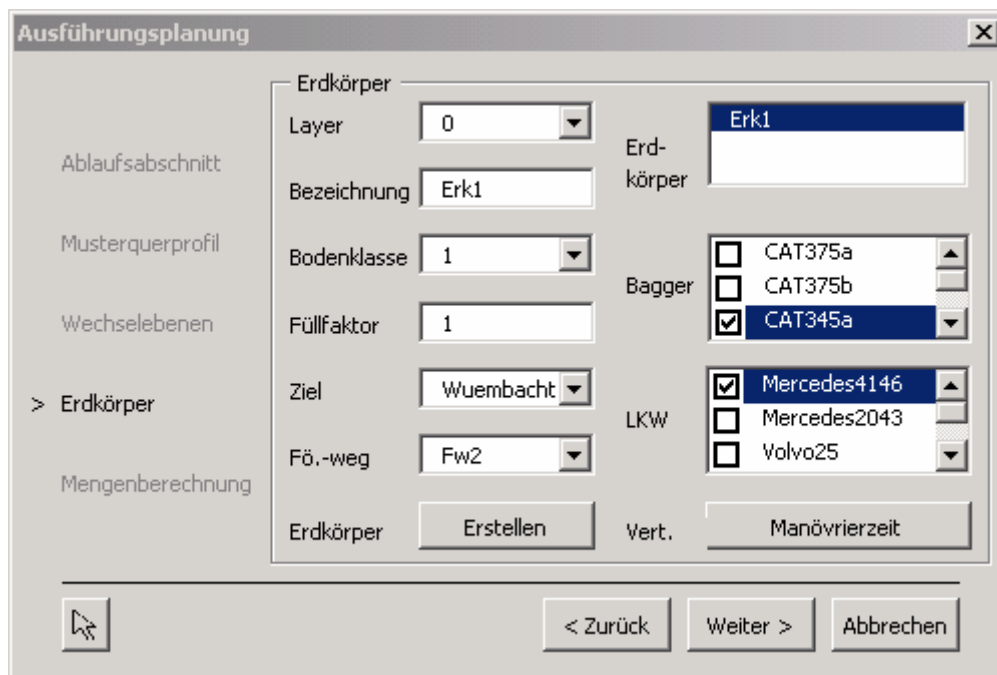 Ausführungsplanung
Ablaufsabschnitt
Musterquerprofil
Wechselebenen
> Erdkörper
Mengenberechnung
Erdkörper
Layer 0
Bezeichnung Erk1
Bodenklasse 1
Füllfaktor 1
Ziel Wuembacht
Fö.-weg Fw2
Erdkörper Erstellen
Erd-
körper
Erk1
Bagger
CAT375a
CAT375b
CAT345a
LKW
Mercedes4146
Mercedes2043
Volvo25
Vert. Manövrierzeit
< Zurück Weiter > Abbrechen